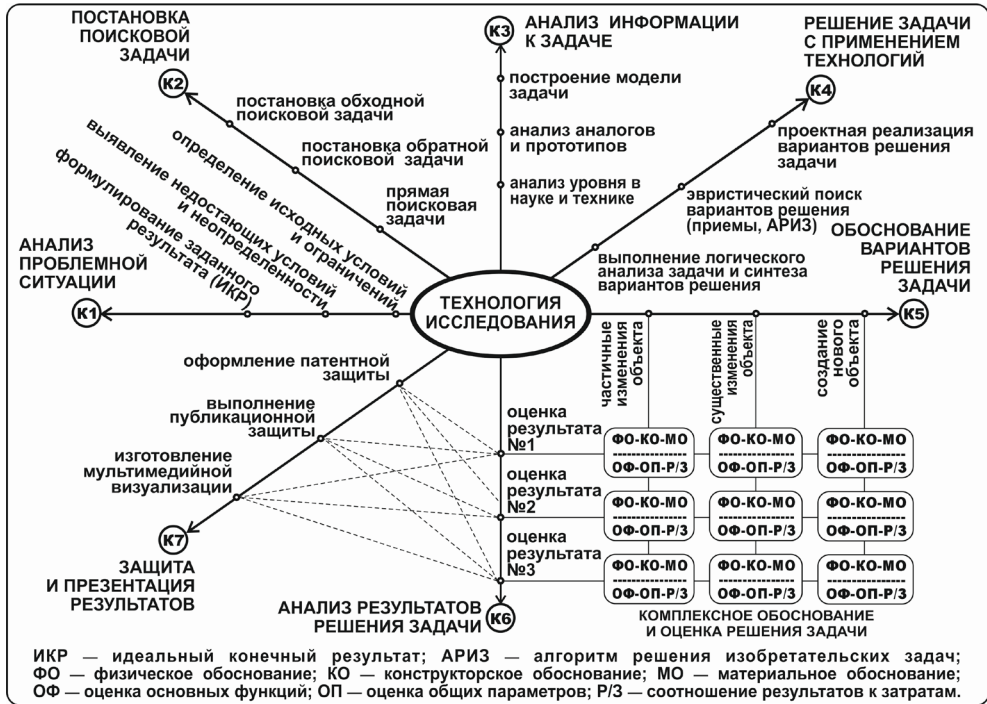 ПОСТАНОВКА
ПОИСКОВОЙ
ЗАДАЧИ
К2
постановка обходной
поисковой задачи
постановка обратной
поисковой задачи
прямая
поисковая
задача
К3
АНАЛИЗ ИНФОРМАЦИИ
К ЗАДАЧЕ
построение модели
задачи
анализ аналогов
и прототипов
анализ уровня в
науке и технике
РЕШЕНИЕ ЗАДАЧИ
С ПРИМЕНЕНИЕМ
ТЕХНОЛОГИЙ
К4
проектная реализация
вариантов решения
задачи
эвристический поиск
вариантов решения
(приемы, АРИЗ)
выполнение логического
анализа задачи и синтеза
вариантов решения
АНАЛИЗ
ПРОБЛЕМНОЙ
СИТУАЦИИ
К1
формулирование заданного
результата (ИКР)
выявление недостающих условий
и неопределенности
определение исходных условий
и ограничений
ТЕХНОЛОГИЯ
ИССЛЕДОВАНИЯ
ОБОСНОВАНИЕ
ВАРИАНТОВ
РЕШЕНИЯ
ЗАДАЧИ
К5
частичные
изменения
объекта
существенные
изменения
объекта
создание
нового
объекта
оформление патентной
защиты
выполнение
публикационной
защиты
изготовление
мультимедийной
визуализации
К7
ЗАЩИТА
И ПРЕЗЕНТАЦИЯ
РЕЗУЛЬТАТОВ
оценка
результата
№1
ФО-КО-МО ФО-КО-МО ФО-КО-МО
ОФ-ОП-Р/З ОФ-ОП-Р/З ОФ-ОП-Р/З
оценка
результата
№2
ФО-КО-МО ФО-КО-МО ФО-КО-МО
ОФ-ОП-Р/З ОФ-ОП-Р/З ОФ-ОП-Р/З
оценка
результата
№3
ФО-КО-МО ФО-КО-МО ФО-КО-МО
ОФ-ОП-Р/З ОФ-ОП-Р/З ОФ-ОП-Р/З
АНАЛИЗ РЕЗУЛЬТАТОВ
РЕШЕНИЯ ЗАДАЧИ
К6
КОМПЛЕКСНОЕ ОБОСНОВАНИЕ
И ОЦЕНКА РЕШЕНИЯ ЗАДАЧИ
ИКР — идеальный конечный результат; АРИЗ — алгоритм решения изобретательских задач;
ФО — физическое обоснование; КО — конструкторское обоснование; МО — материальное обоснование;
ОФ — оценка основных функций; ОП — оценка общих параметров; Р/З — соотношение результатов к затратам.